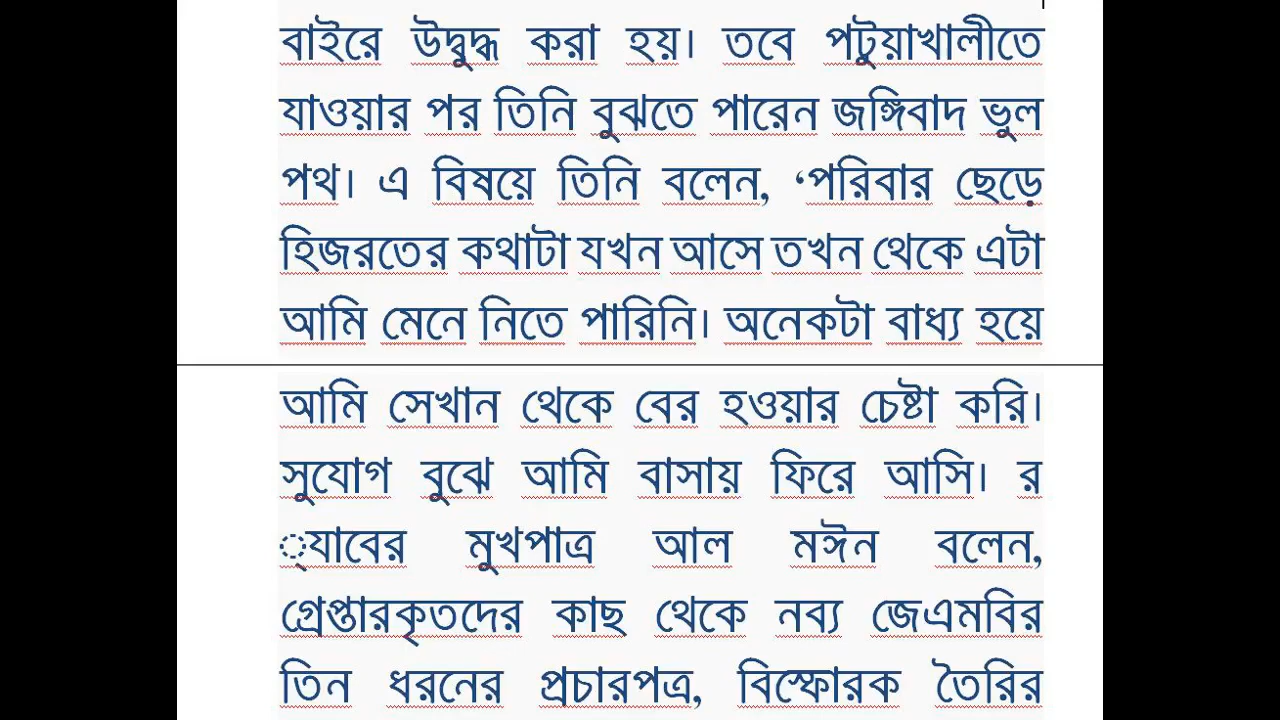 বাইরে উদ্বুদ্ধ করা হয়। তবে পটুয়াখালীতে
যাওয়ার পর তিনি বুঝতে পারেন জঙ্গিবাদ ভুল
পথ। এ বিষয়ে তিনি বলেন, ‘পরিবার ছেড়ে
হিজরতের কথাটা যখন আসে তখন থেকে এটা
আমি মেনে নিতে পারিনি। অনেকটা বাধ্য হয়ে
আমি সেখান থেকে বের হওয়ার চেষ্টা করি।
সুযোগ বুঝে আমি বাসায় ফিরে আসি। র
্যাবের মুখপাত্র আল মঈন বলেন,
গ্রেপ্তারকৃতদের কাছ থেকে নব্য জেএমবির
তিন ধরনের প্রচারপত্র, বিস্ফোরক তৈরির